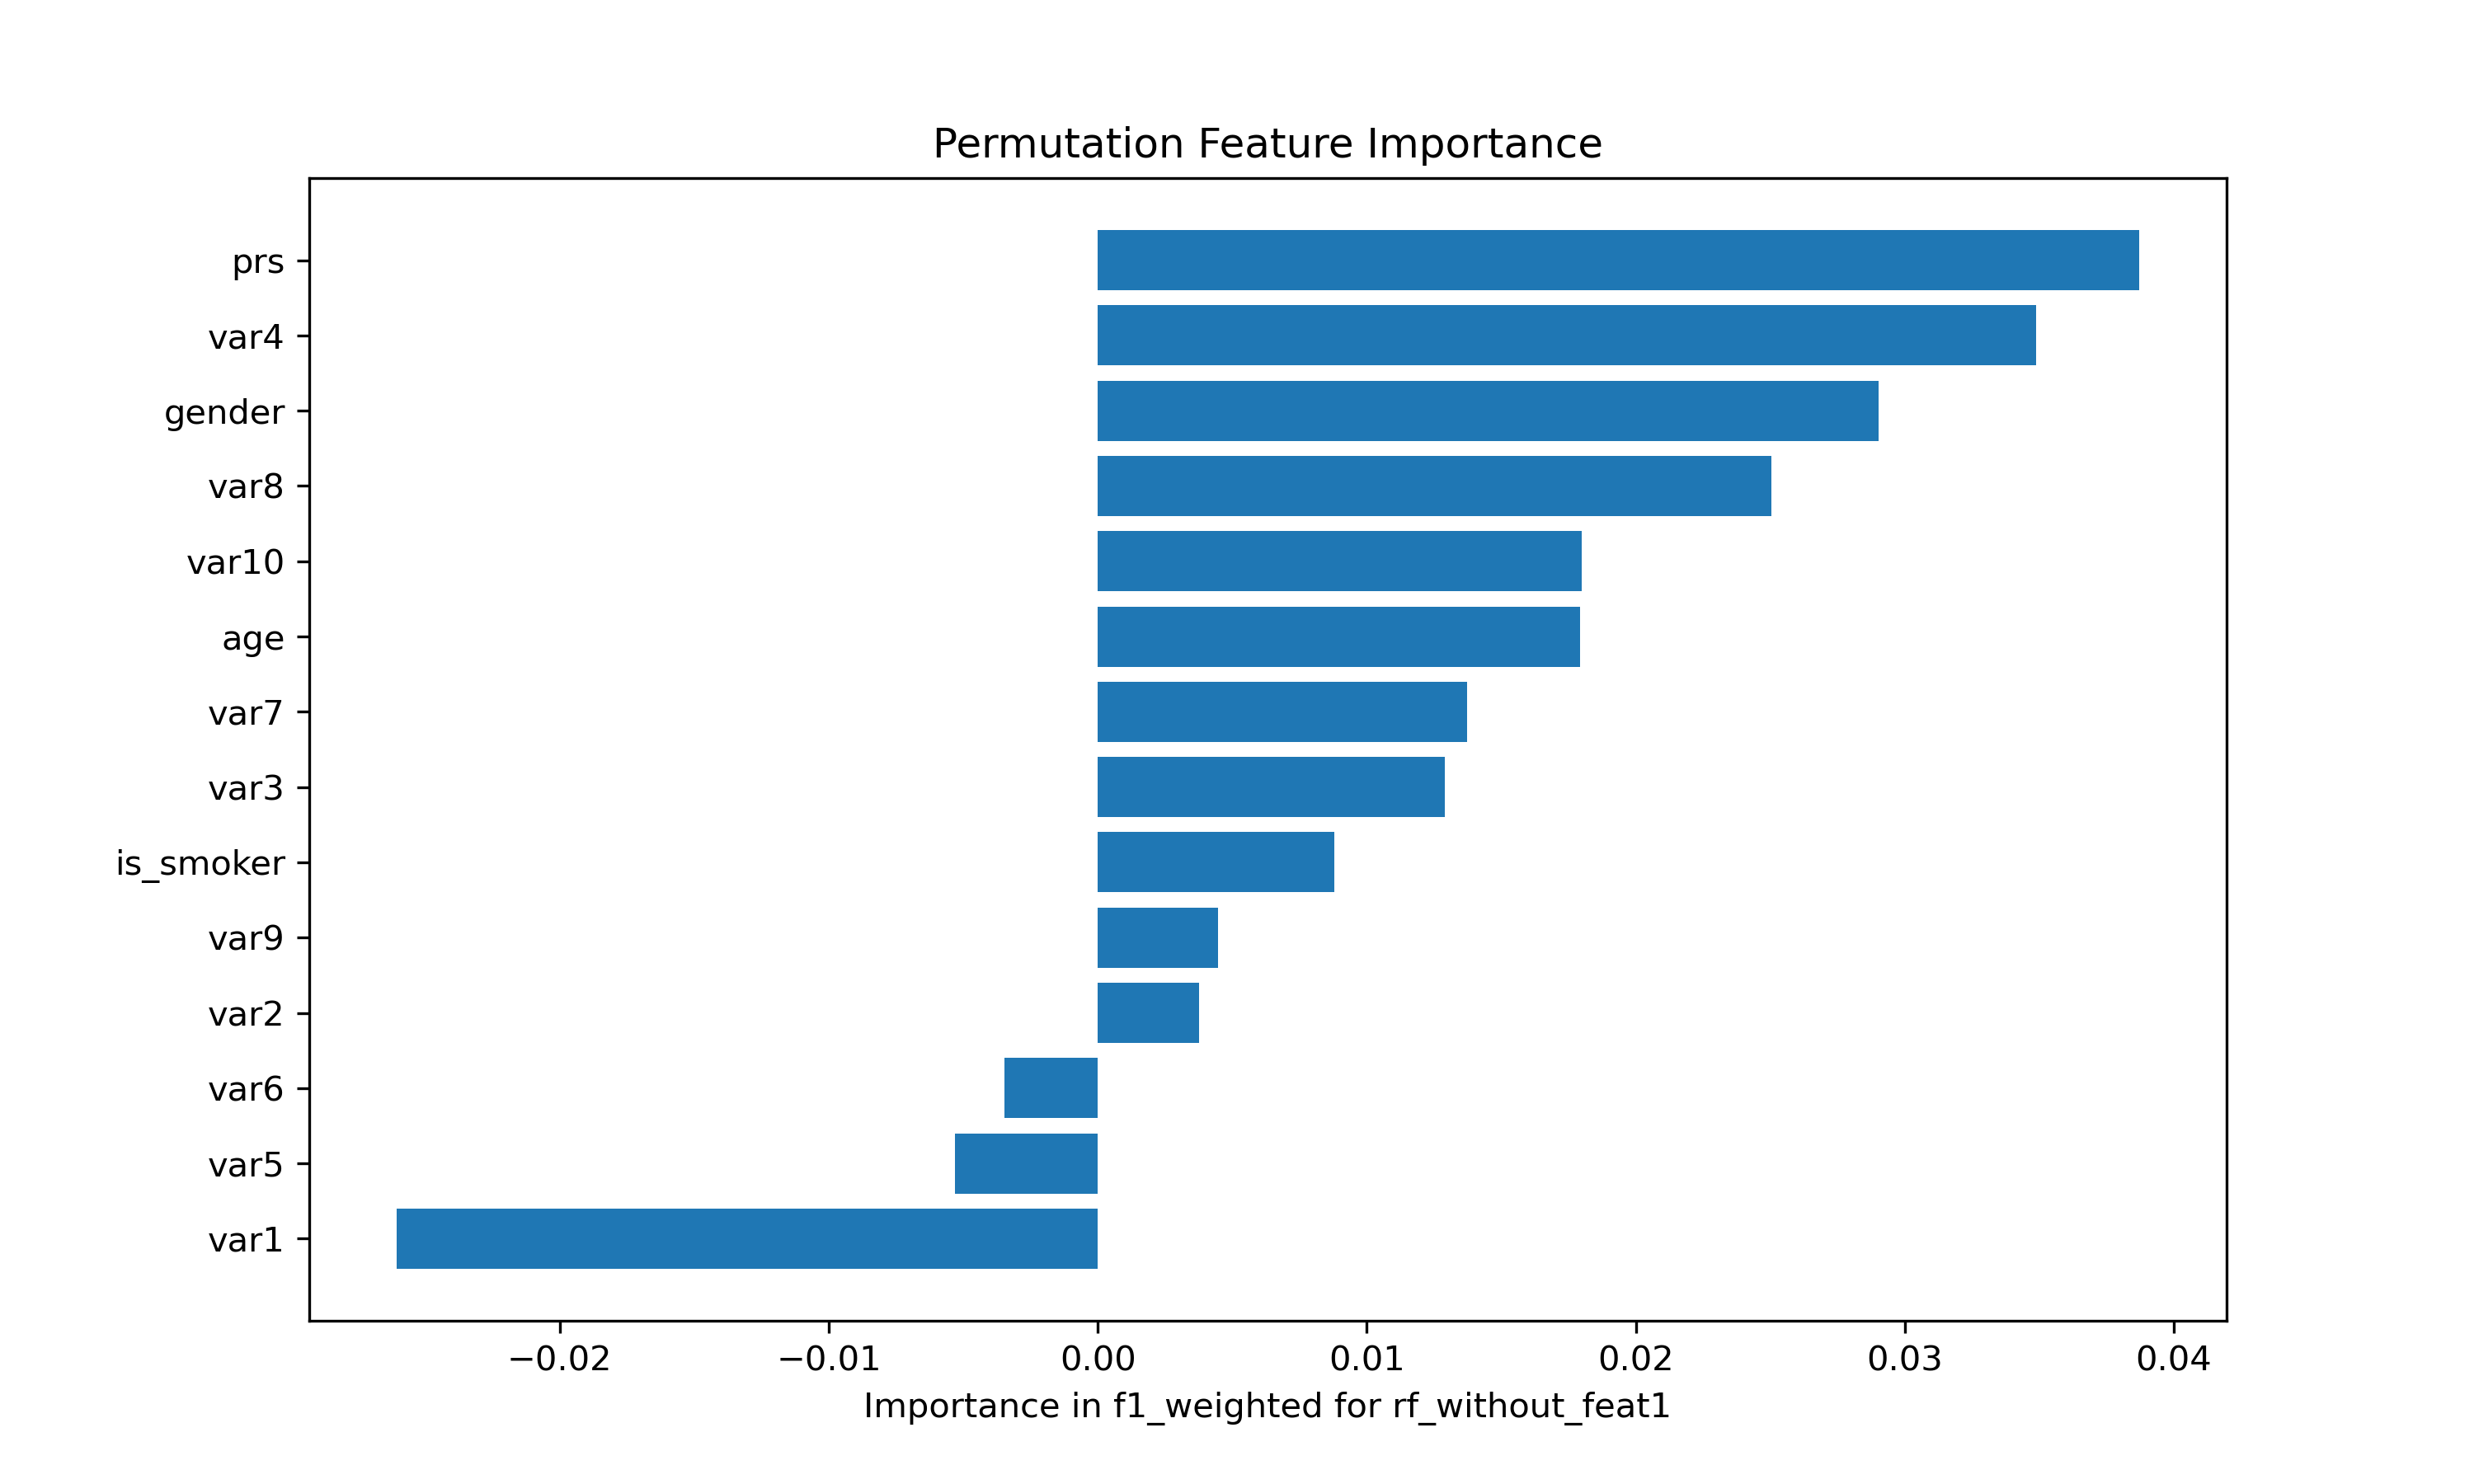 Permutation Feature Importance
prs
var4
gender
var8
var10
age
var7
var3
is_smoker
var9
var2
var6
var5
var1
−0.02 −0.01 0.00 0.01 0.02 0.03 0.04
Importance in f1_weighted for rf_without_feat1